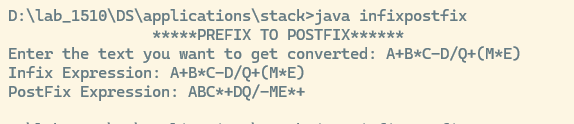 D:\lab_1510\DS\applications\stack>java infixpostfix
*****PREFIX TO POSTFIX******
Enter the text you want to get converted: A+B*C-D/Q+(M*E)
Infix Expression: A+B*C-D/Q+(M*E)
PostFix Expression: ABC*+DQ/-ME*+